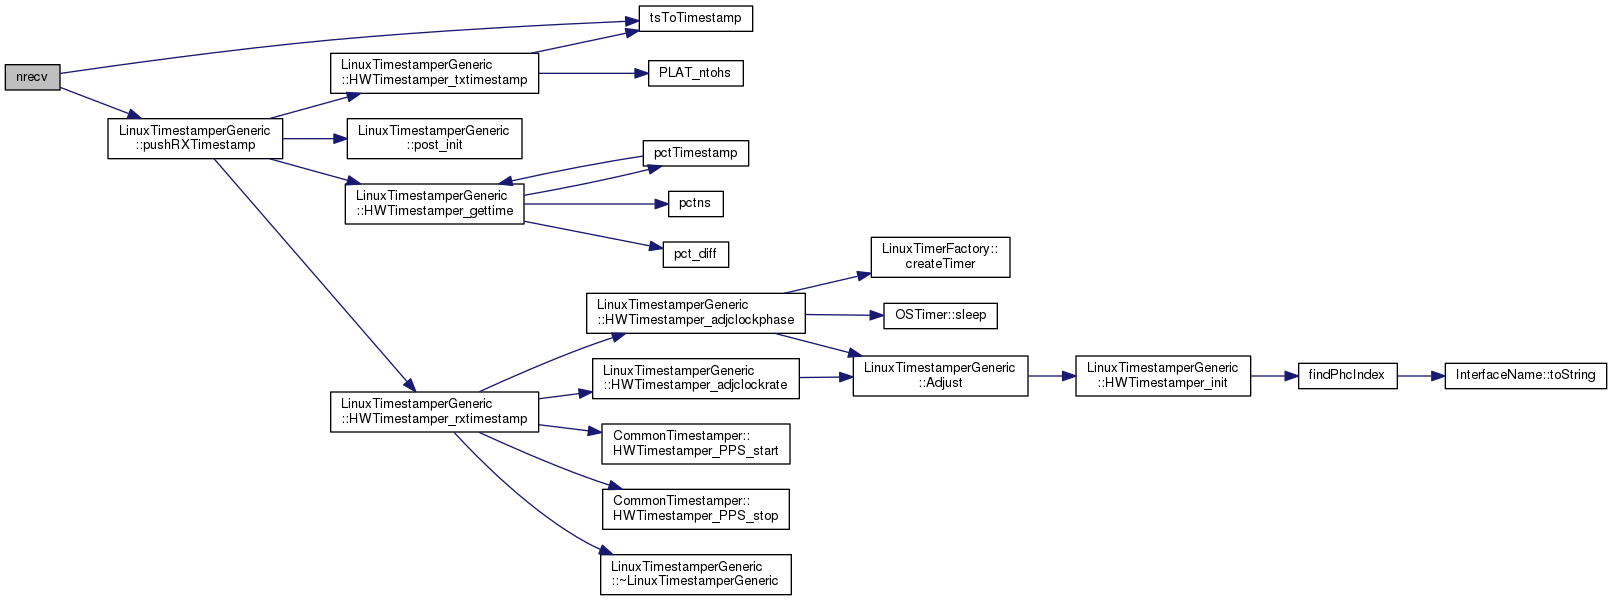 nrecv
tsToTimestamp
LinuxTimestamperGeneric
::HWTimestamper_txtimestamp
PLAT_ntohs
LinuxTimestamperGeneric
::pushRXTimestamp
LinuxTimestamperGeneric
::post_init
pctTimestamp
LinuxTimestamperGeneric
::HWTimestamper_gettime
pctns
pct_diff
LinuxTimerFactory::
createTimer
LinuxTimestamperGeneric
::HWTimestamper_adjclockphase
OSTimer::sleep
LinuxTimestamperGeneric
::HWTimestamper_adjclockrate
LinuxTimestamperGeneric
::Adjust
LinuxTimestamperGeneric
::HWTimestamper_init
findPhcIndex
InterfaceName::toString
LinuxTimestamperGeneric
::HWTimestamper_rxtimestamp
CommonTimestamper::
HWTimestamper_PPS_start
CommonTimestamper::
HWTimestamper_PPS_stop
LinuxTimestamperGeneric
::~LinuxTimestamperGeneric